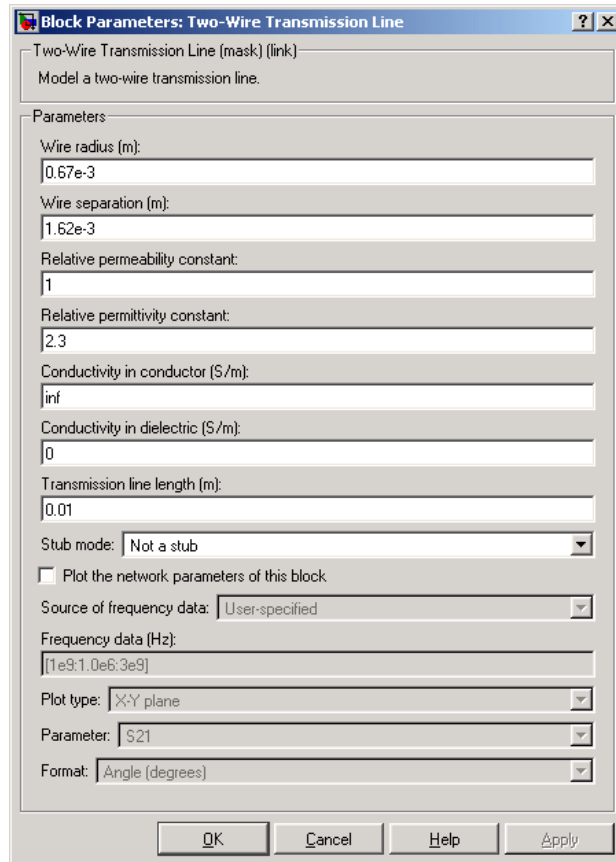 Block Parameters: Two-Wire Transmission Line
Two-Wire Transmission Line (mask) (link)
Model a two-wire transmission line.
Parameters
Wire radius (m):
0.67e-3
Wire separation (m):
1.62e-3
Relative permeability constant:
1
Relative permittivity constant:
2.3
Conductivity in conductor (S/m):
inf
Conductivity in dielectric (S/m):
0
Transmission line length (m):
0.01
Stub mode: Not a stub
Plot the network parameters of this block
Source of frequency data: User-specified
Frequency data (Hz):
[1e9:1.0e6:3e9]
Plot type: X-Y plane
Parameter: S21
Format: Angle (degrees)
OK Cancel Help Apply